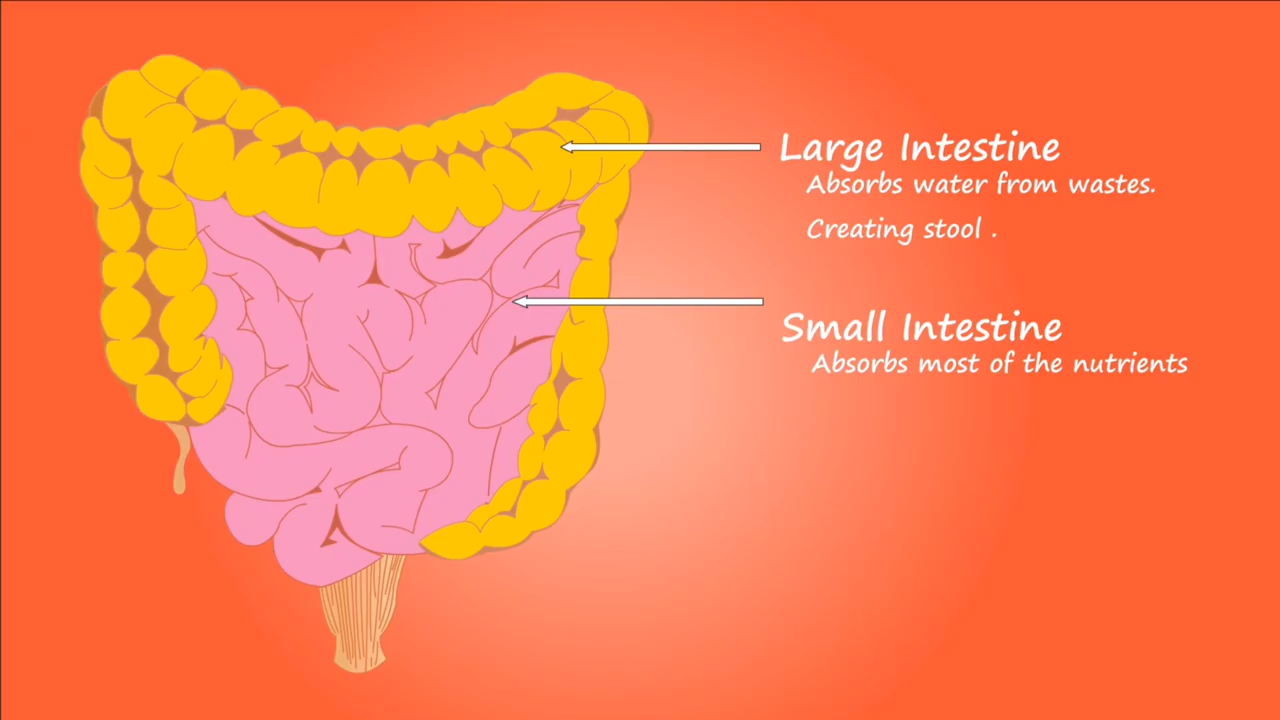 Large Intestine
Absorbs water from wastes.
Creating stool .
Small Intestine
Absorbs most of the nutrients